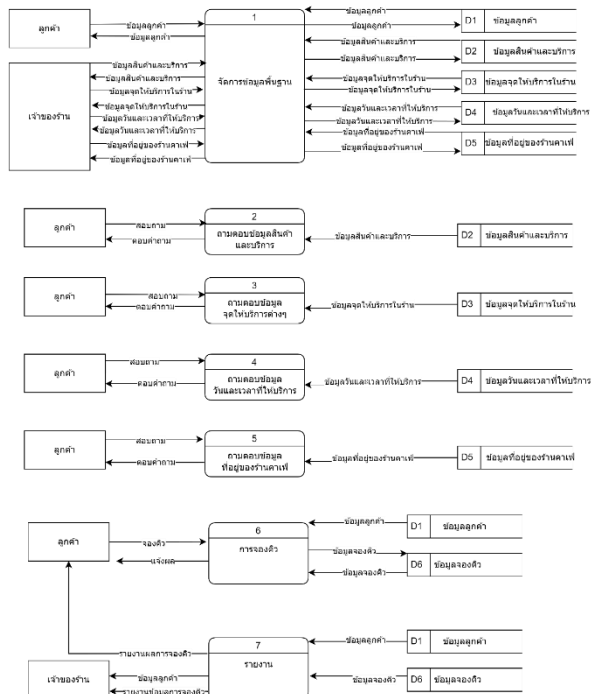 ลูกค้า
ข้อมูลลูกค้า
ข้อมูลลูกค้า
1
จัดการข้อมูลพื้นฐาน
ข้อมูลลูกค้า
ข้อมูลลูกค้า
D1 ข้อมูลลูกค้า
เจ้าของร้าน
ข้อมูลสินค้าและบริการ
ข้อมูลสินค้าและบริการ
ข้อมูลจุดให้บริการในร้าน
ข้อมูลจุดให้บริการในร้าน
ข้อมูลวันและเวลาที่ให้บริการ
ข้อมูลวันและเวลาที่ให้บริการ
ข้อมูลที่อยู่ของร้านคาเฟ่
ข้อมูลที่อยู่ของร้านคาเฟ่
ข้อมูลสินค้าและบริการ
ข้อมูลสินค้าและบริการ
D2 ข้อมูลสินค้าและบริการ
ข้อมูลจุดให้บริการในร้าน
ข้อมูลจุดให้บริการในร้าน
D3 ข้อมูลจุดให้บริการในร้าน
ข้อมูลวันและเวลาที่ให้บริการ
ข้อมูลวันและเวลาที่ให้บริการ
D4 ข้อมูลวันและเวลาที่ให้บริการ
ข้อมูลที่อยู่ของร้านคาเฟ่
ข้อมูลที่อยู่ของร้านคาเฟ่
D5 ข้อมูลที่อยู่ของร้านคาเฟ่
ลูกค้า
สอบถาม
ตอบคำถาม
2
ถามตอบข้อมูลสินค้า
และบริการ
ข้อมูลสินค้าและบริการ
D2 ข้อมูลสินค้าและบริการ
ลูกค้า
สอบถาม
ตอบคำถาม
3
ถามตอบข้อมูล
จุดให้บริการต่างๆ
ข้อมูลจุดให้บริการในร้าน
D3 ข้อมูลจุดให้บริการในร้าน
ลูกค้า
สอบถาม
ตอบคำถาม
4
ถามตอบข้อมูล
วันและเวลาที่ให้บริการ
ข้อมูลวันและเวลาที่ให้บริการ
D4 ข้อมูลวันและเวลาที่ให้บริการ
ลูกค้า
สอบถาม
ตอบคำถาม
5
ถามตอบข้อมูล
ที่อยู่ของร้านคาเฟ่
ข้อมูลที่อยู่ของร้านคาเฟ่
D5 ข้อมูลที่อยู่ของร้านคาเฟ่
ลูกค้า
จองคิว
แจ้งผล
6
การจองคิว
ข้อมูลลูกค้า
D1 ข้อมูลลูกค้า
ข้อมูลจองคิว
ข้อมูลจองคิว
D6 ข้อมูลจองคิว
รายงานผลการจองคิว
7
รายงาน
ข้อมูลลูกค้า
D1 ข้อมูลลูกค้า
เจ้าของร้าน
ข้อมูลลูกค้า
รายงานข้อมูลการจองคิว
ข้อมูลจองคิว
D6 ข้อมูลจองคิว